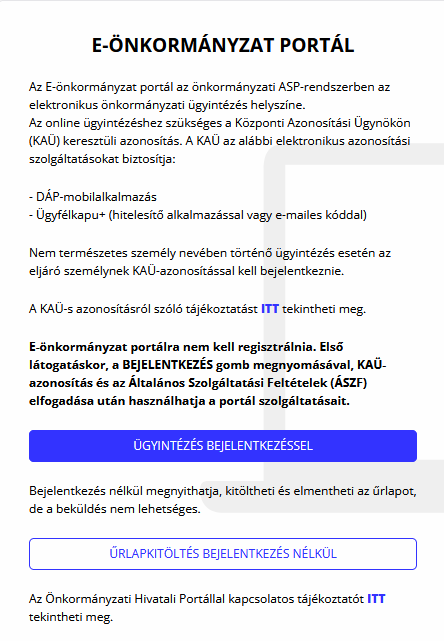 E-ÖNKORMÁNYZAT PORTÁL
Az E-önkormányzat portál az önkormányzati ASP-rendszerben az
elektronikus önkormányzati ügyintézés helyszíne.
Az online ügyintézéshez szükséges a Központi Azonosítási Ügynökön
(KAÜ) keresztüli azonosítás. A KAÜ az alábbi elektronikus azonosítási
szolgáltatásokat biztosítja:
- DÁP-mobilalkalmazás
- Ügyfélkapu+ (hitelesítő alkalmazással vagy e-mailes kóddal)
Nem természetes személy nevében történő ügyintézés esetén az
eljáró személynek KAÜ-azonosítással kell bejelentkeznie.
A KAÜ-s azonosításról szóló tájékoztatást ITT tekintheti meg.
E-önkormányzat portálra nem kell regisztrálnia. Első
látogatáskor, a BEJELENTKEZÉS gomb megnyomásával, KAÜ-
azonosítás és az Általános Szolgáltatási Feltételek (ÁSZF)
elfogadása után használhatja a portál szolgáltatásait.
ÜGYINTÉZÉS BEJELENTKEZÉSSEL
Bejelentkezés nélkül megnyithatja, kitöltheti és elmentheti az űrlapot,
de a beküldés nem lehetséges.
ŰRLAPKITÖLTÉS BEJELENTKEZÉS NÉLKÜL
Az Önkormányzati Hivatali Portállal kapcsolatos tájékoztatót ITT
tekintheti meg.